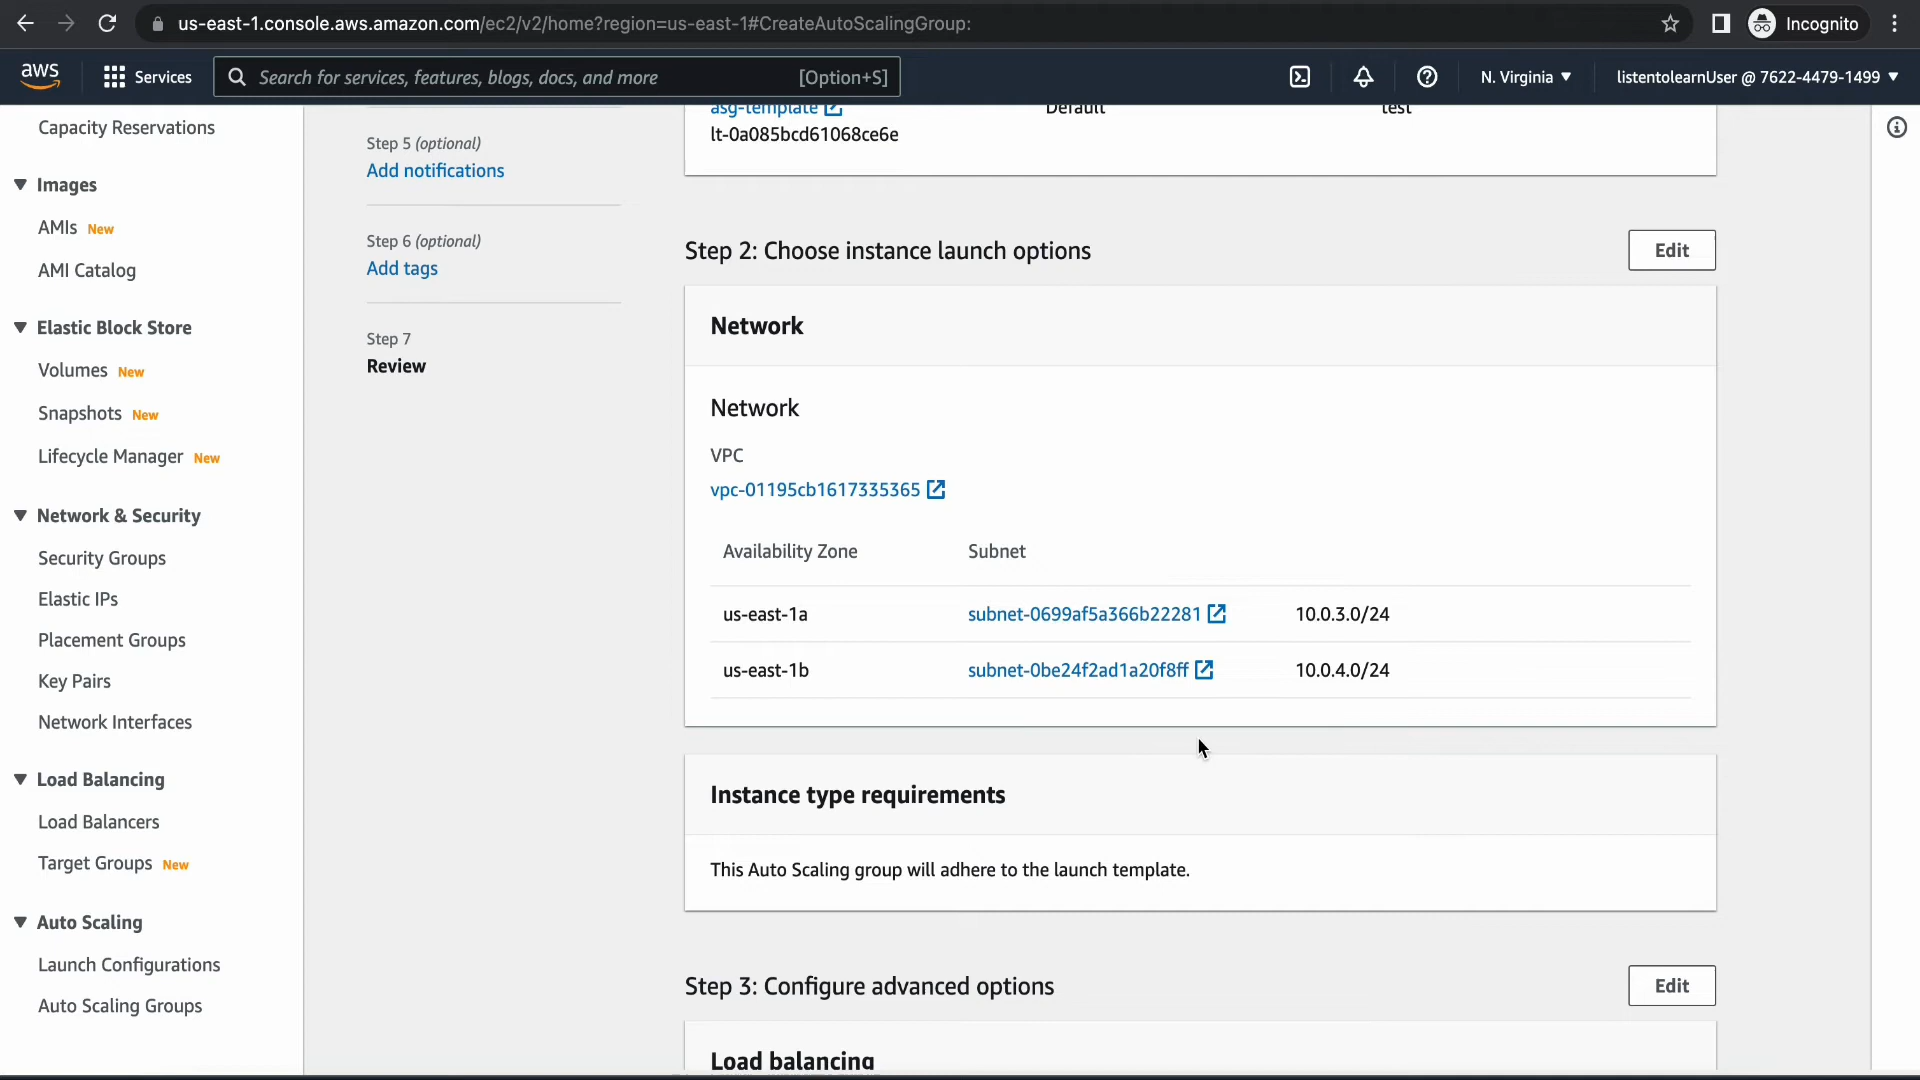 us-east-1.console.aws.amazon.com/ec2/v2/home?region=us-east-1#CreateAutoScalingGroup:
Incognito
aws
Services
Search for services, features, blogs, docs, and more
[Option+S]
N. Virginia
listentolearnUser @ 7622-4479-1499
Capacity Reservations
Images
AMIs New
AMI Catalog
Elastic Block Store
Volumes New
Snapshots New
Lifecycle Manager New
Network & Security
Security Groups
Elastic IPs
Placement Groups
Key Pairs
Network Interfaces
Load Balancing
Load Balancers
Target Groups New
Auto Scaling
Launch Configurations
Auto Scaling Groups
Step 5 (optional)
Add notifications
Step 6 (optional)
Add tags
Step 7
Review
asg-template Default test
lt-0a085bcd61068ce6e
Step 2: Choose instance launch options
Edit
Network
Network
VPC
vpc-01195cb1617335365
Availability Zone Subnet
us-east-1a subnet-0699af5a366b22281 10.0.3.0/24
us-east-1b subnet-0be24f2ad1a20f8ff 10.0.4.0/24
Instance type requirements
This Auto Scaling group will adhere to the launch template.
Step 3: Configure advanced options
Edit
Load balancing